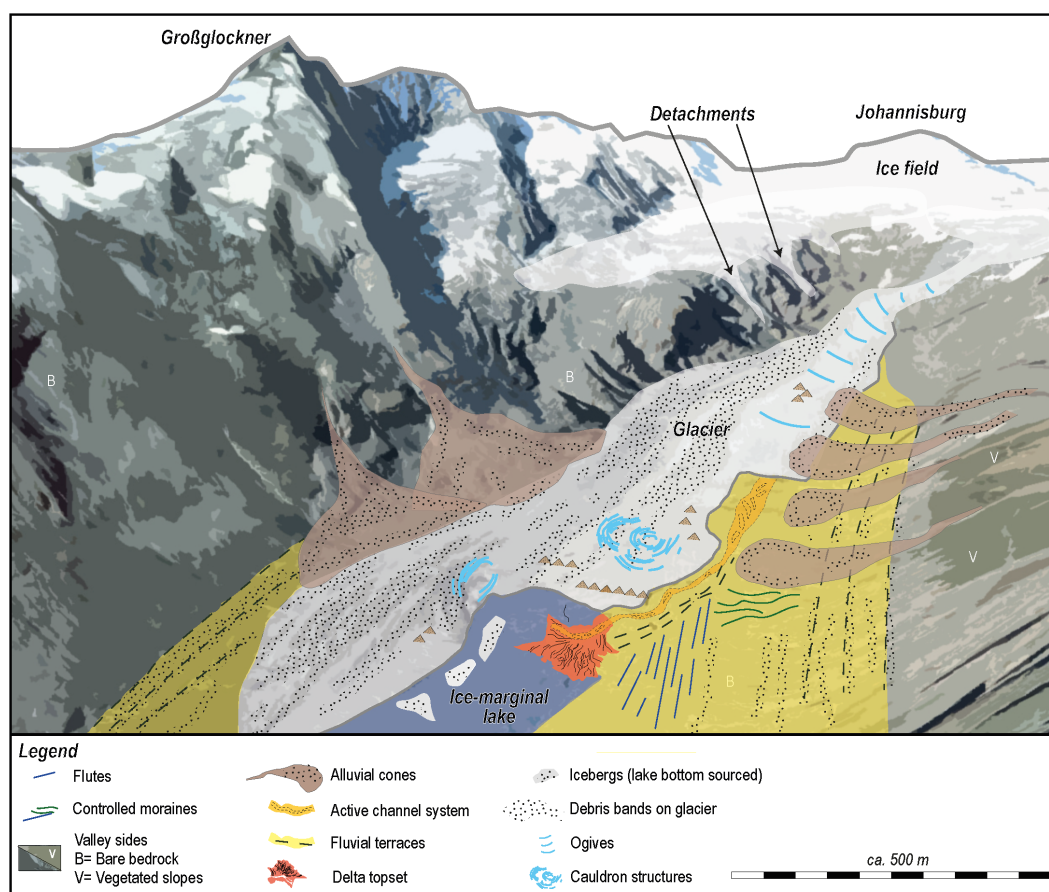 Großglockner
Detachments
Johannisburg
Ice field
B
B
V
Glacier
V
B
Ice-marginal
lake
Legend
Flutes
Controlled moraines
V
Valley sides
B= Bare bedrock
V= Vegetated slopes
Alluvial cones
Active channel system
Fluvial terraces
Delta topset
Icebergs (lake bottom sourced)
Debris bands on glacier
Ogives
Cauldron structures
ca. 500 m